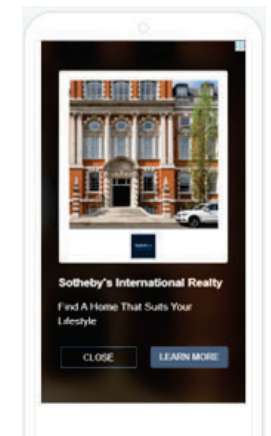 Sotheby's International Realty
Find A Home That Suits Your
Lifestyle
CLOSE
LEARN MORE